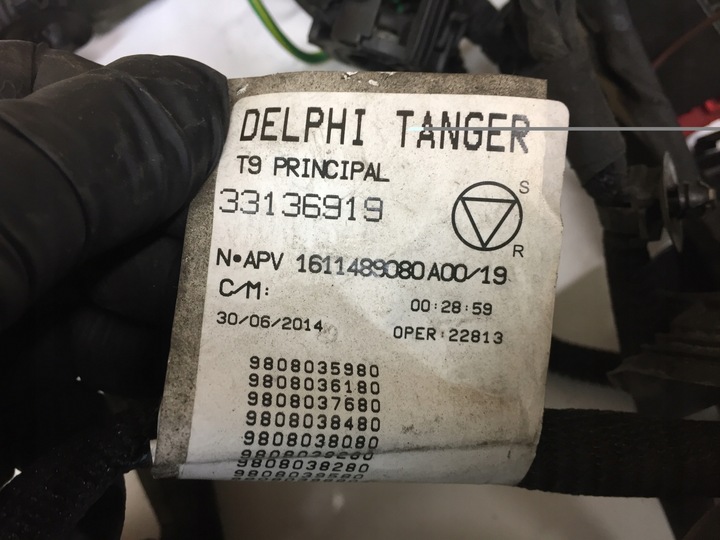 DELPHI TANGER
T9 PRINCIPAL
33136919
S
R
N•APV 1611489080A00/19
C/M:
00:28:59
30/06/2014
OPER:22813
9808035980
9808036180
9808037680
9808038480
9808038080
9808038280